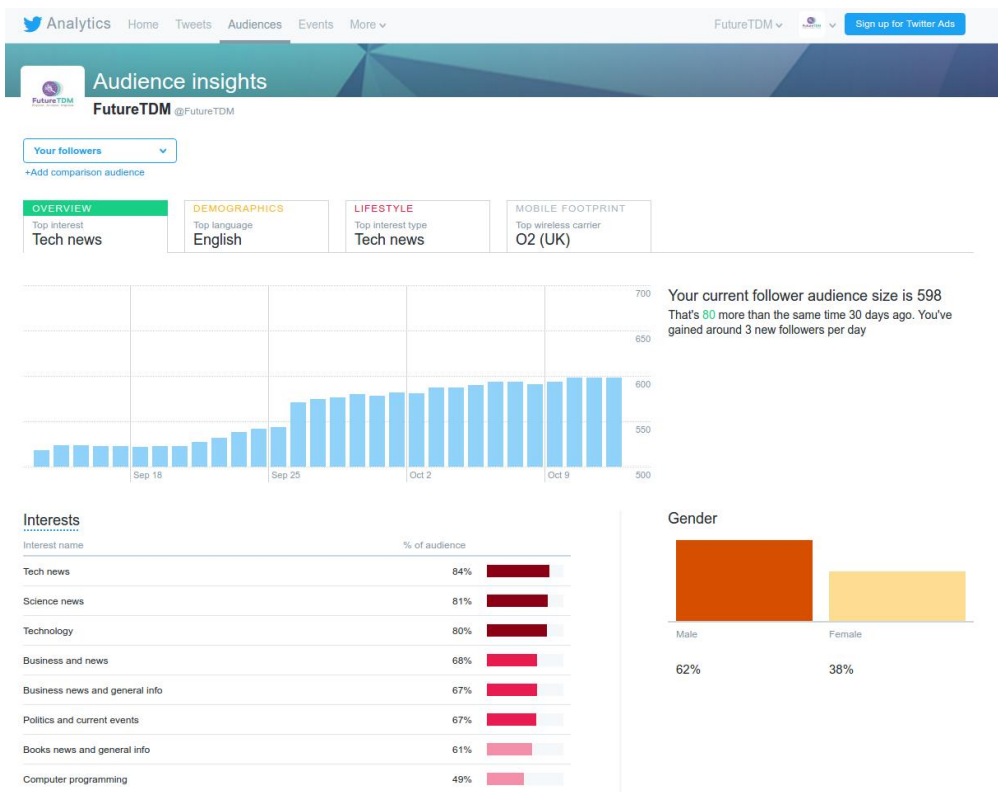 Analytics Home Tweets Audiences Events More FutureTDM Sign up for Twitter Ads
FutureTDM
Audience insights
FutureTDM @FutureTDM
Your followers
+Add comparison audience
OVERVIEW DEMOGRAPHICS LIFESTYLE MOBILE FOOTPRINT
Top interest Top language Top interest type Top wireless carrier
Tech news English Tech news O2 (UK)
700
650
600
550
500
Sep 18 Sep 25 Oct 2 Oct 9
Your current follower audience size is 598
That's 80 more than the same time 30 days ago. You've
gained around 3 new followers per day
Interests
Interest name % of audience
Tech news 84%
Science news 81%
Technology 80%
Business and news 68%
Business news and general info 67%
Politics and current events 67%
Books news and general info 61%
Computer programming 49%
Gender
Male Female
62% 38%